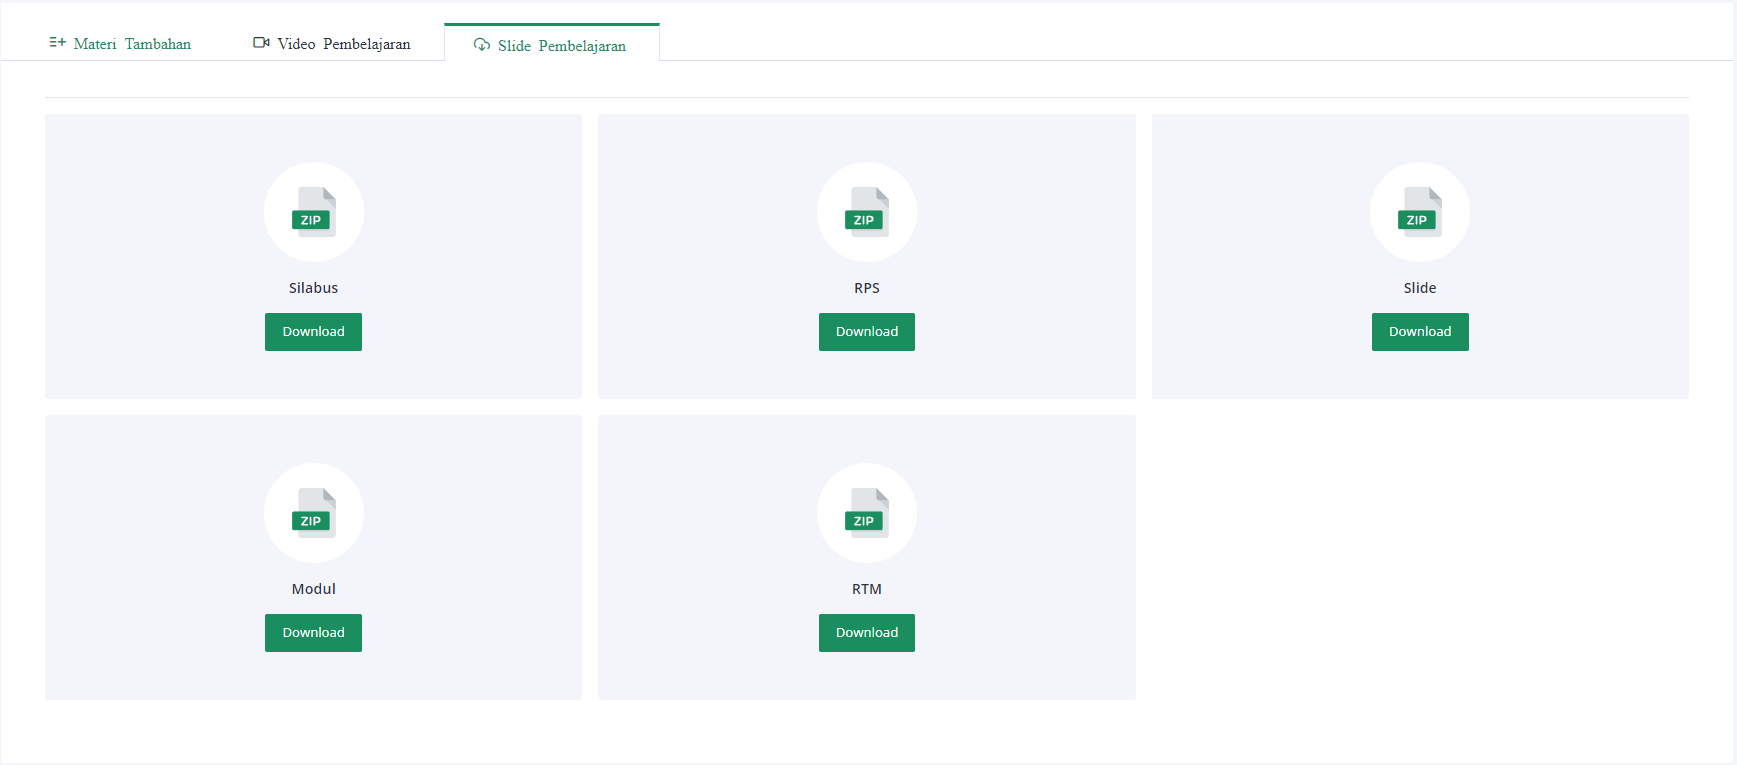 Materi Tambahan
Video Pembelajaran
Slide Pembelajaran
ZIP
Silabus
Download
ZIP
RPS
Download
ZIP
Slide
Download
ZIP
Modul
Download
ZIP
RTM
Download